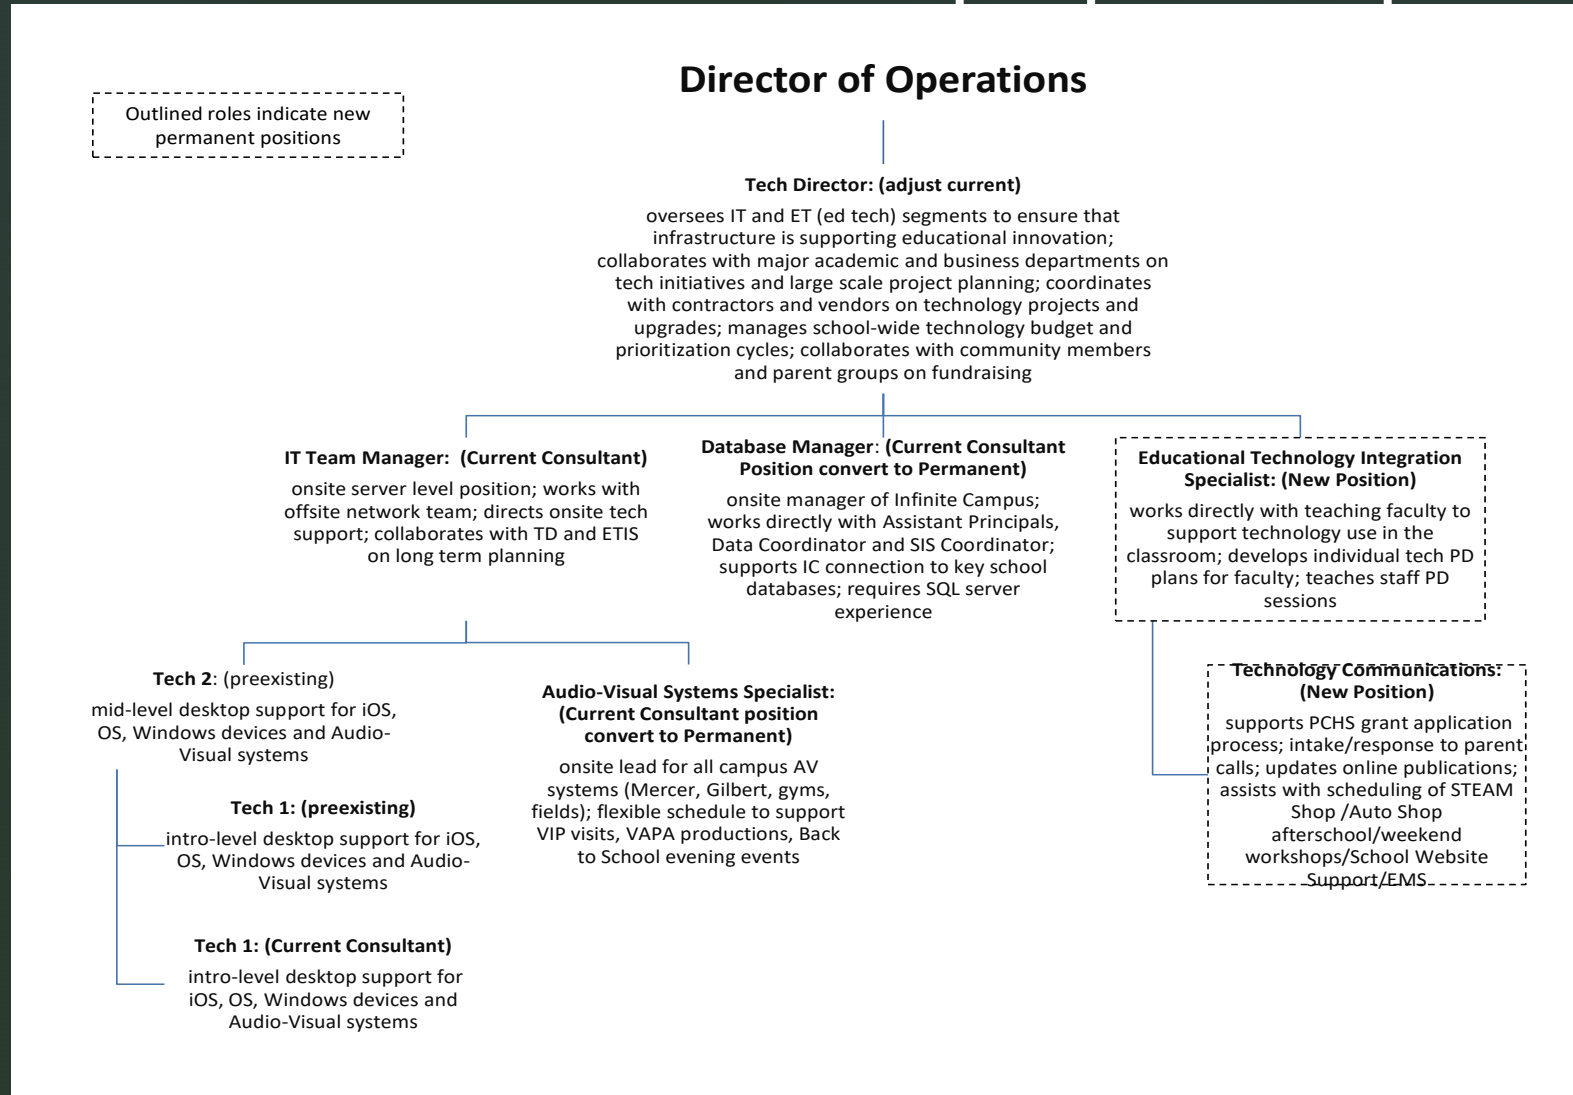 Director of Operations
Outlined roles indicate new
permanent positions
Tech Director: (adjust current)
oversees IT and ET (ed tech) segments to ensure that
infrastructure is supporting educational innovation;
collaborates with major academic and business departments on
tech initiatives and large scale project planning; coordinates
with contractors and vendors on technology projects and
upgrades; manages school-wide technology budget and
prioritization cycles; collaborates with community members
and parent groups on fundraising
IT Team Manager:  (Current Consultant)
onsite server level position; works with
offsite network team; directs onsite tech
support; collaborates with TD and ETIS
on long term planning
Database Manager: (Current Consultant
Position convert to Permanent)
onsite manager of Infinite Campus;
works directly with Assistant Principals,
Data Coordinator and SIS Coordinator;
supports IC connection to key school
databases; requires SQL server
experience
Educational Technology Integration
Specialist: (New Position)
works directly with teaching faculty to
support technology use in the
classroom; develops individual tech PD
plans for faculty; teaches staff PD
sessions
Tech 2: (preexisting)
mid-level desktop support for iOS,
OS, Windows devices and Audio-
Visual systems
Audio-Visual Systems Specialist:
(Current Consultant position
convert to Permanent)
onsite lead for all campus AV
systems (Mercer, Gilbert, gyms,
fields); flexible schedule to support
VIP visits, VAPA productions, Back
to School evening events
Technology Communications:
(New Position)
supports PCHS grant application
process; intake/response to parent
calls; updates online publications;
assists with scheduling of STEAM
Shop /Auto Shop
afterschool/weekend
workshops/School Website
Support/EMS
Tech 1: (preexisting)
intro-level desktop support for iOS,
OS, Windows devices and Audio-
Visual systems
Tech 1: (Current Consultant)
intro-level desktop support for
iOS, OS, Windows devices and
Audio-Visual systems